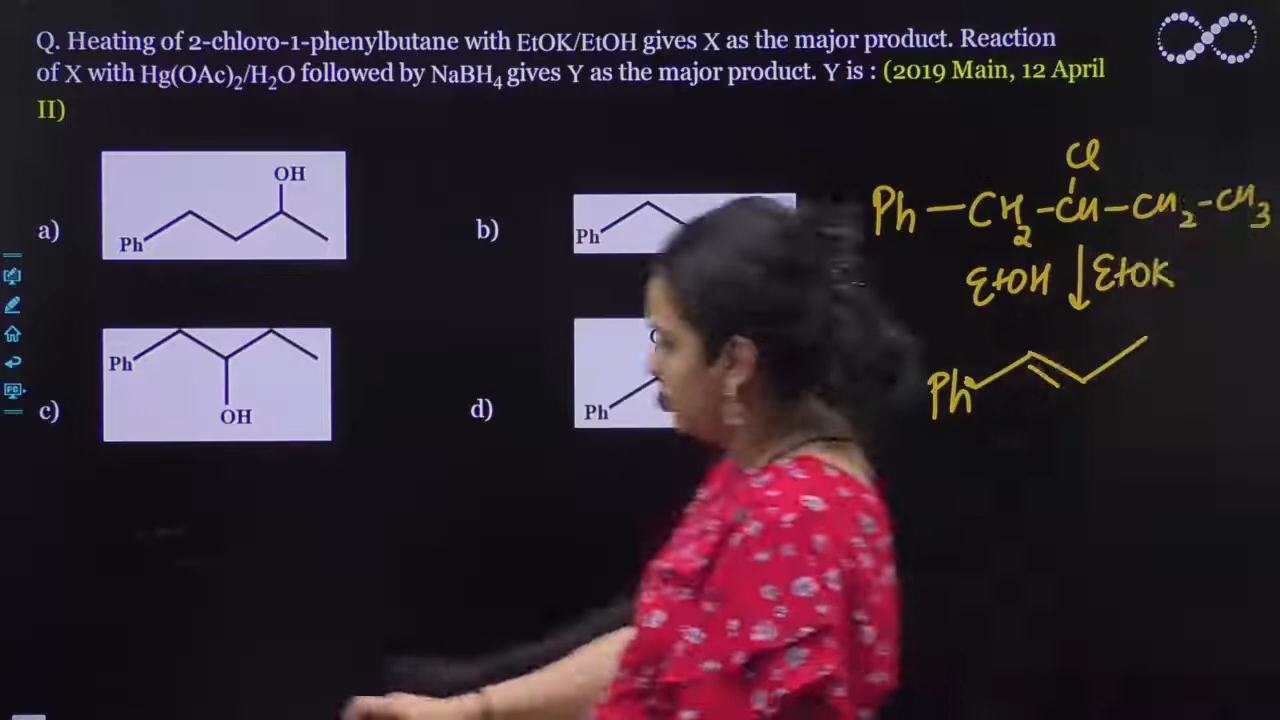 Q. Heating of 2-chloro-1-phenylbutane with EtOK/EtOH gives X as the major product. Reaction
of X with Hg(OAc)₂/H₂O followed by NaBH₄ gives Y as the major product. Y is : (2019 Main, 12 April
II)
a)
OH
Ph
b)
Ph
c)
Ph
OH
d)
Ph
Cl
Ph-CH₂-CH-CH₂-CH₃
EtOH EtOK
Ph